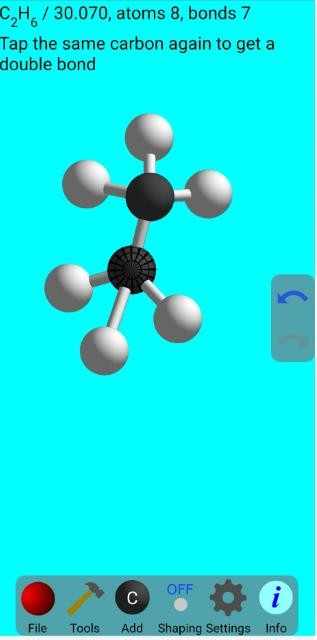 C₂H₆ / 30.070, atoms 8, bonds 7
Tap the same carbon again to get a
double bond
OFF
C
i
File Tools Add Shaping Settings Info